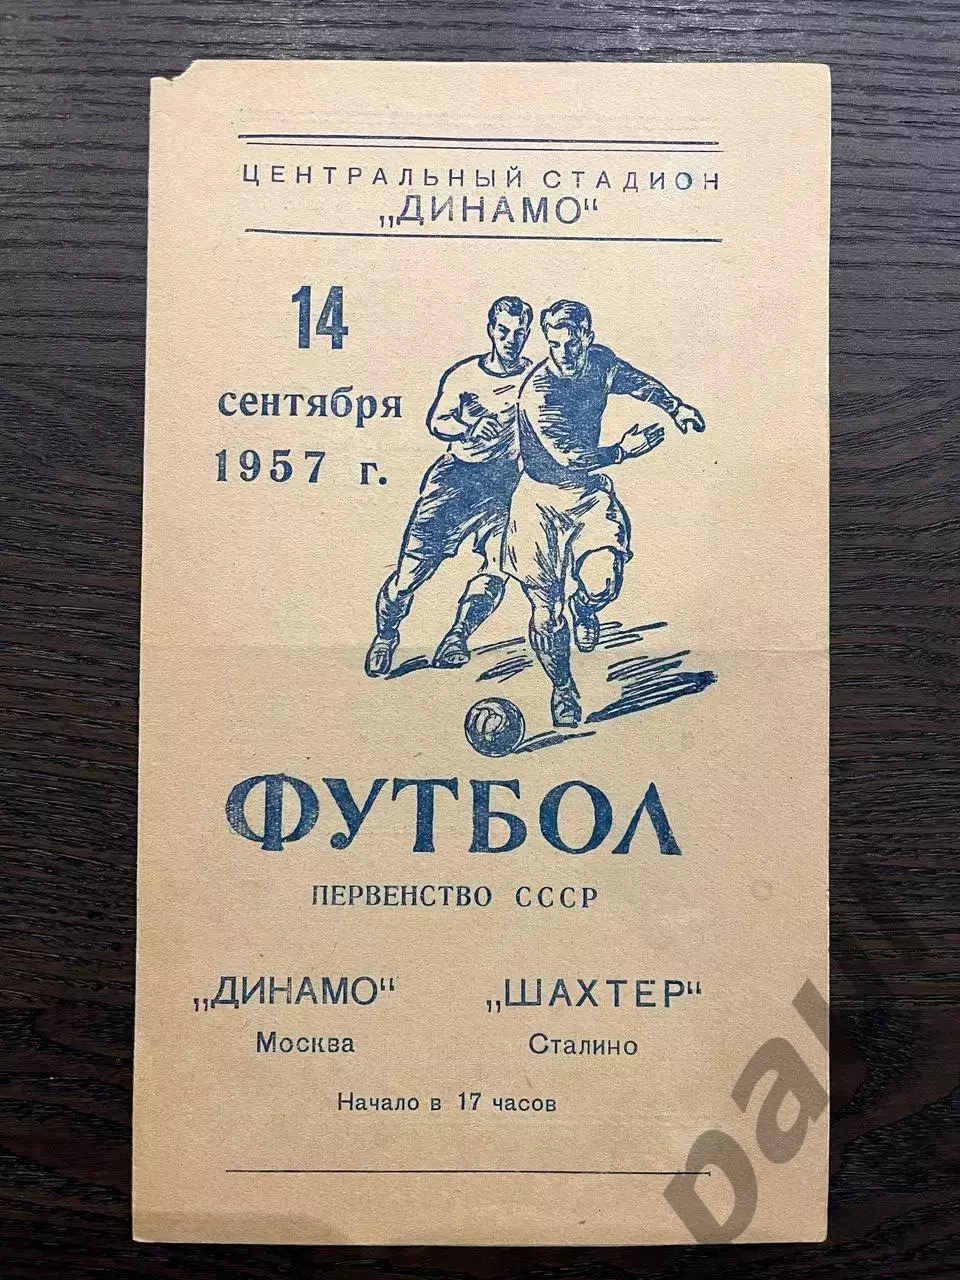 ЦЕНТРАЛЬНЫЙ СТАДИОН
„ДИНАМО“
14
сентября
1957 г.
ФУТБОЛ
ПЕРВЕНСТВО СССР
„ДИНАМО“ „ШАХТЕР“
Москва Сталино
Начало в 17 часов